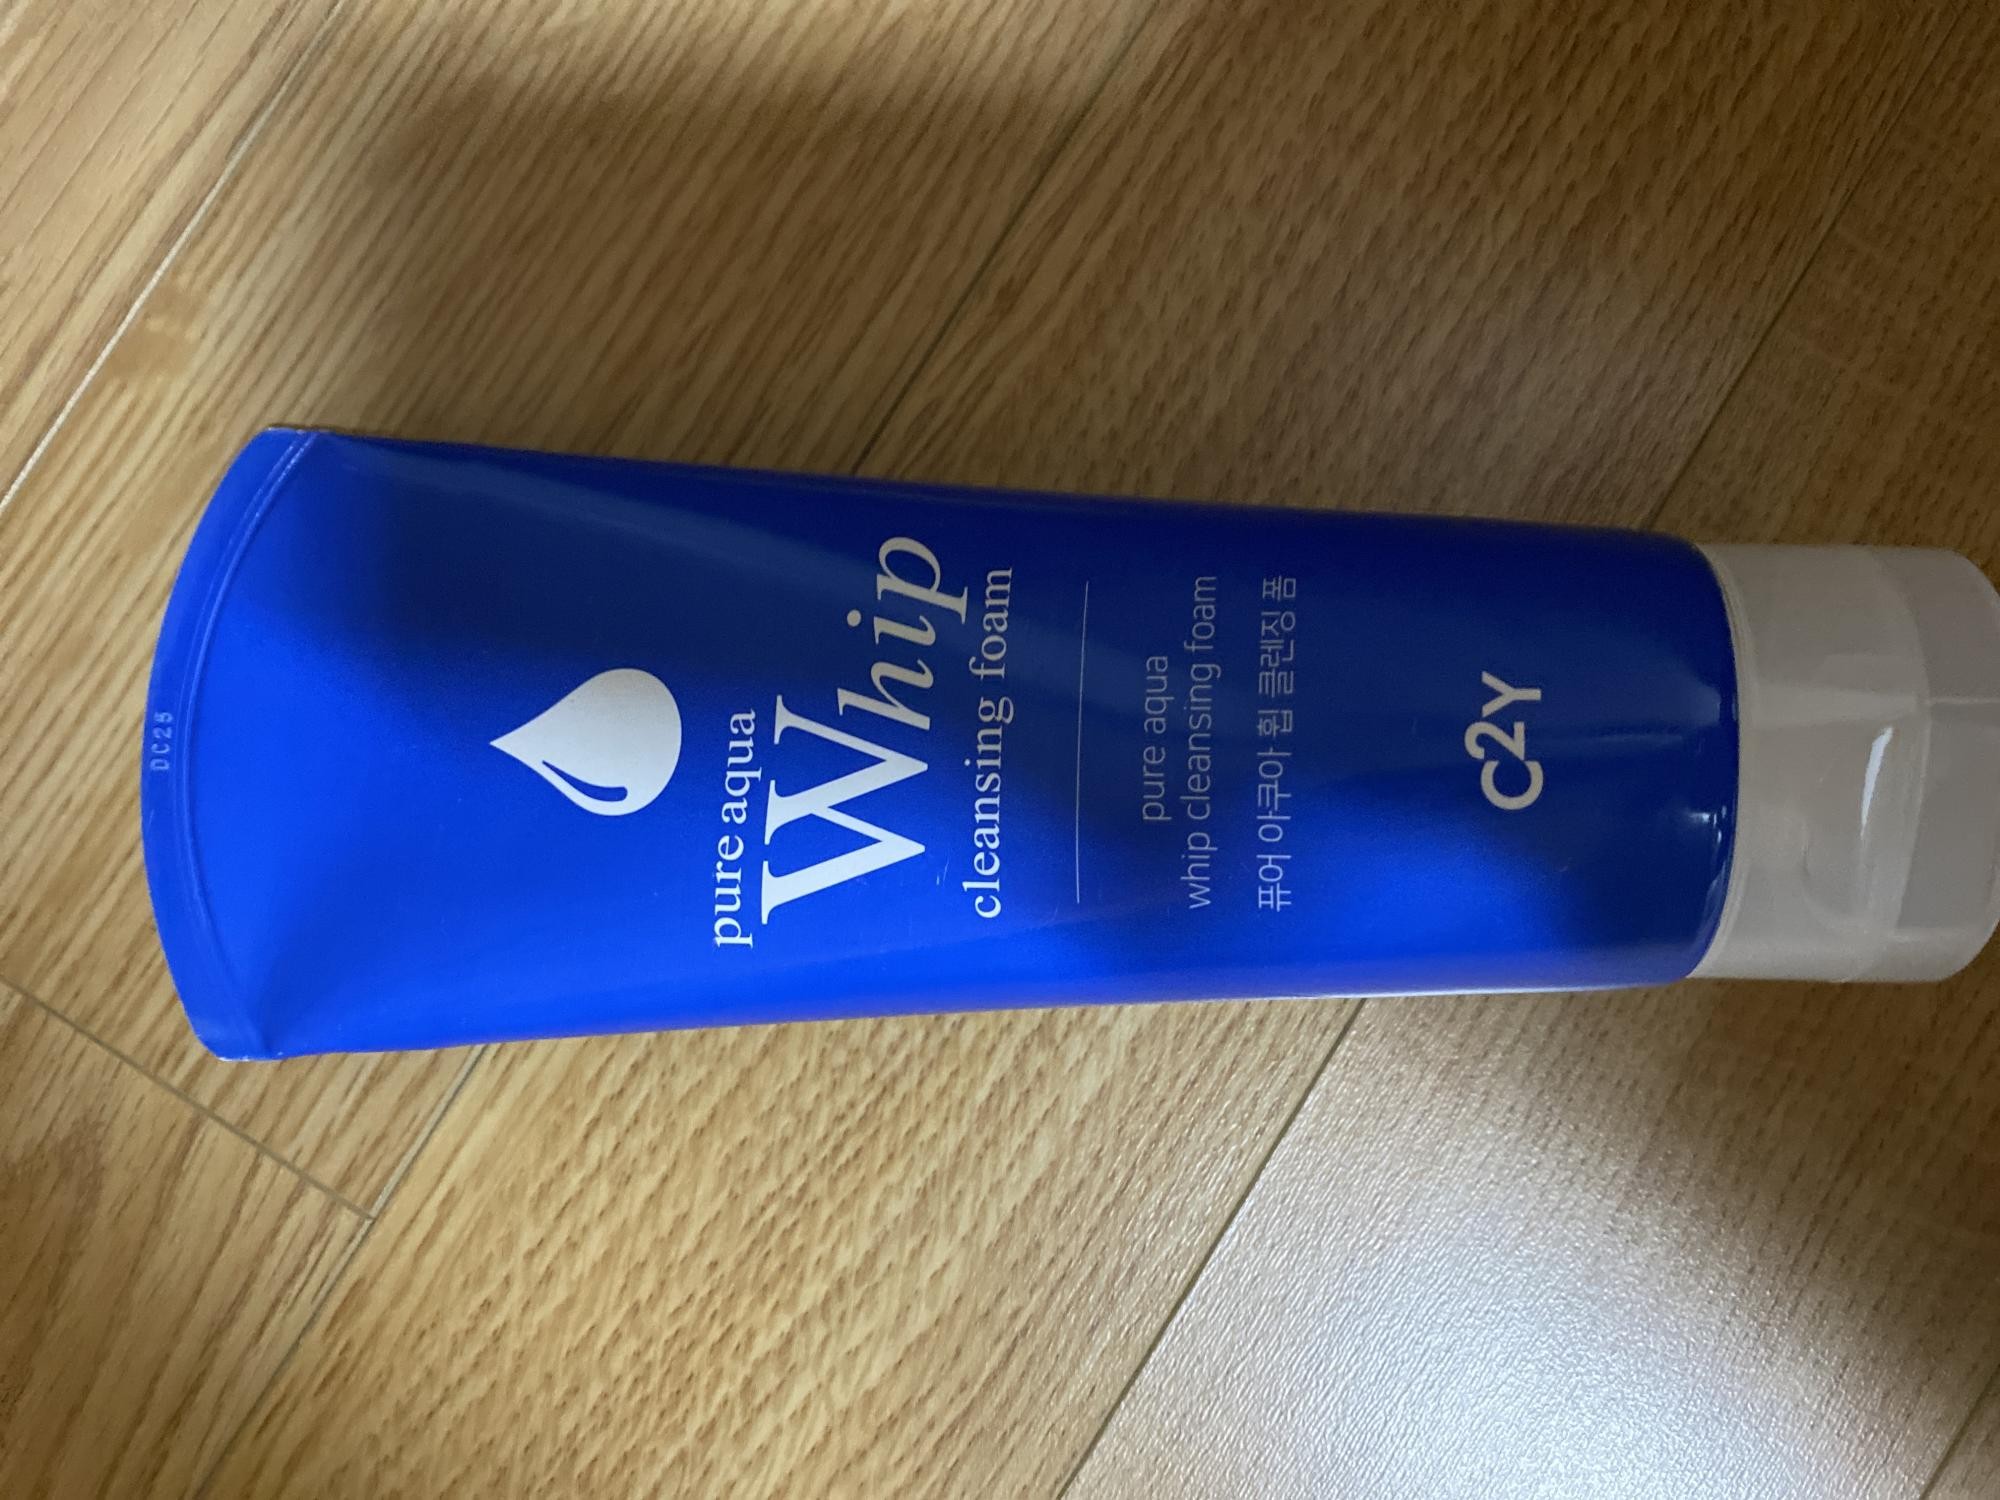 DC25
pure aqua
Whip
cleansing foam
pure aqua
whip cleansing foam
퓨어 아쿠아 휩 클렌징 폼
C2Y